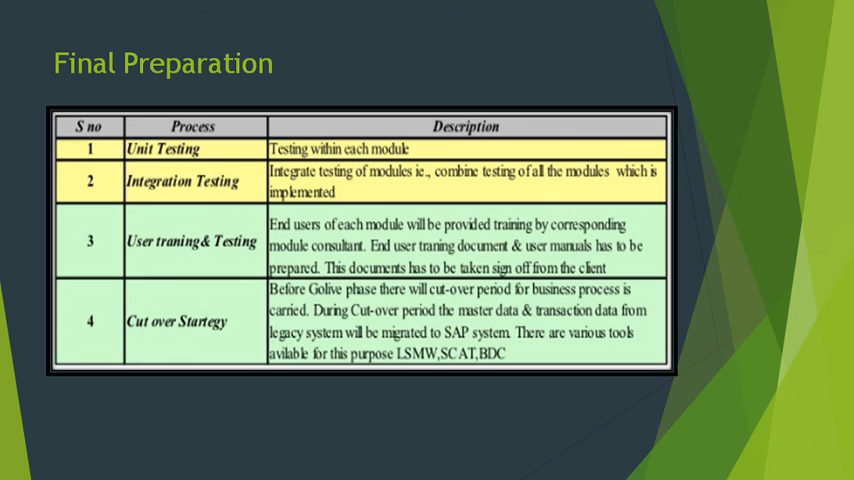 Final Preparation
S no Process Description
1 Unit Testing Testing within each module
2 Integration Testing Integrate testing of modules ie., combine testing of all the modules which is
implemented
3 User traning& Testing End users of each module will be provided training by corresponding
module consultant. End user traning document & user manuals has to be
prepared. This documents has to be taken sign off from the client
4 Cut over Startegy Before Golive phase there will cut-over period for business process is
carried. During Cut-over period the master data & transaction data from
legacy system will be migrated to SAP system. There are various tools
avilable for this purpose LSMW,SCAT,BDC